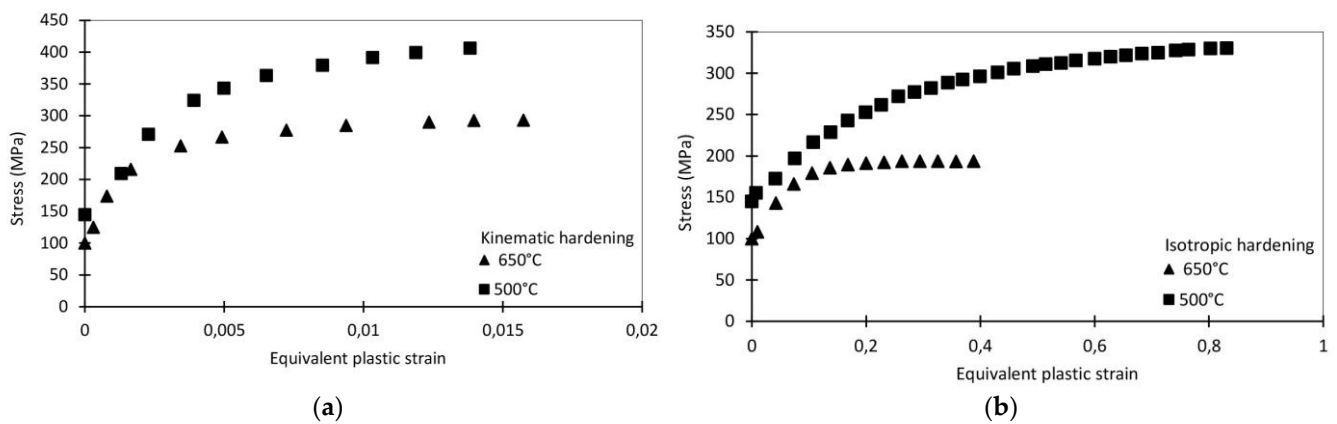 450
400
350
300
250
200
150
100
50
0
Stress (MPa)
0
0,005
0,01
0,015
0,02
Equivalent plastic strain
Kinematic hardening
650°C
500°C
(a)
350
300
250
200
150
100
50
0
Stress (MPa)
0
0,2
0,4
0,6
0,8
1
Equivalent plastic strain
Isotropic hardening
650°C
500°C
(b)